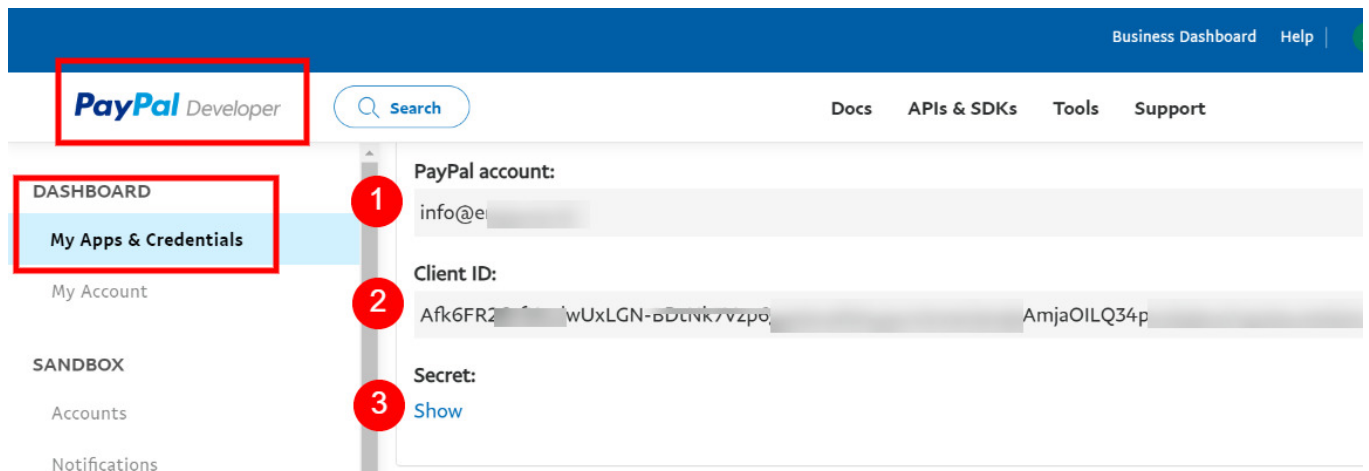 Business Dashboard Help
PayPal Developer
Search
Docs APIs & SDKs Tools Support
DASHBOARD
My Apps & Credentials
My Account
SANDBOX
Accounts
Notifications
PayPal account:
1
info@e
Client ID:
2
Afk6FR2 wUxLGN-BDtNk7Vzp6 AmjaOILQ34p
Secret:
3
Show